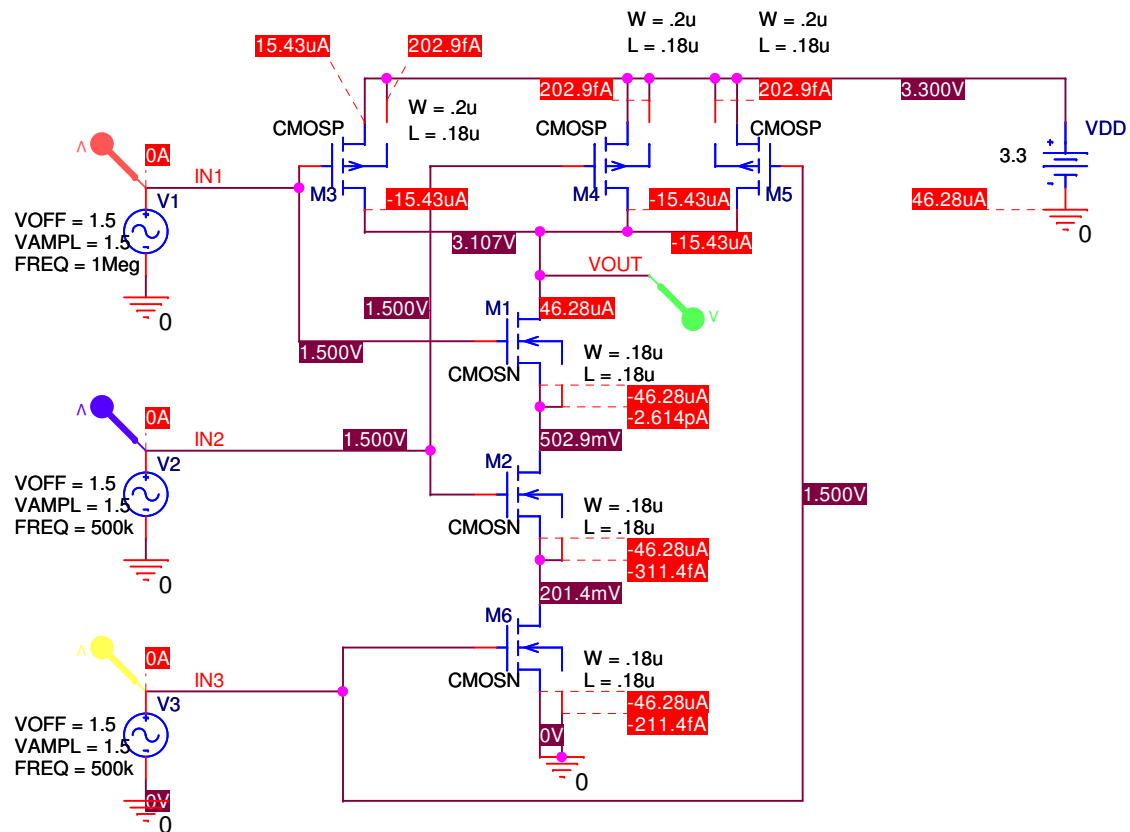 W = .2u
W = .2u
L = .18u
L = .18u
15.43uA
202.9fA
202.9fA
202.9fA
3.300V
W = .2u
L = .18u
CMOSP
CMOSP
CMOSP
VDD
3.3
+
-
V
0A
IN1
M3
M4
M5
V1
-15.43uA
-15.43uA
46.28uA
VOFF = 1.5
VAMPL = 1.5
FREQ = 1Meg
+
-
0
3.107V
-15.43uA
VOUT
0
M1
46.28uA
1.500V
V
1.500V
W = .18u
L = .18u
CMOSN
-46.28uA
-2.614pA
V
0A
IN2
1.500V
502.9mV
V2
M2
VOFF = 1.5
VAMPL = 1.5
FREQ = 500k
+
-
1.500V
W = .18u
L = .18u
CMOSN
-46.28uA
-311.4fA
0
201.4mV
M6
V
0A
IN3
W = .18u
L = .18u
CMOSN
-46.28uA
-211.4fA
V3
VOFF = 1.5
VAMPL = 1.5
FREQ = 500k
+
-
0V
0
0V
0